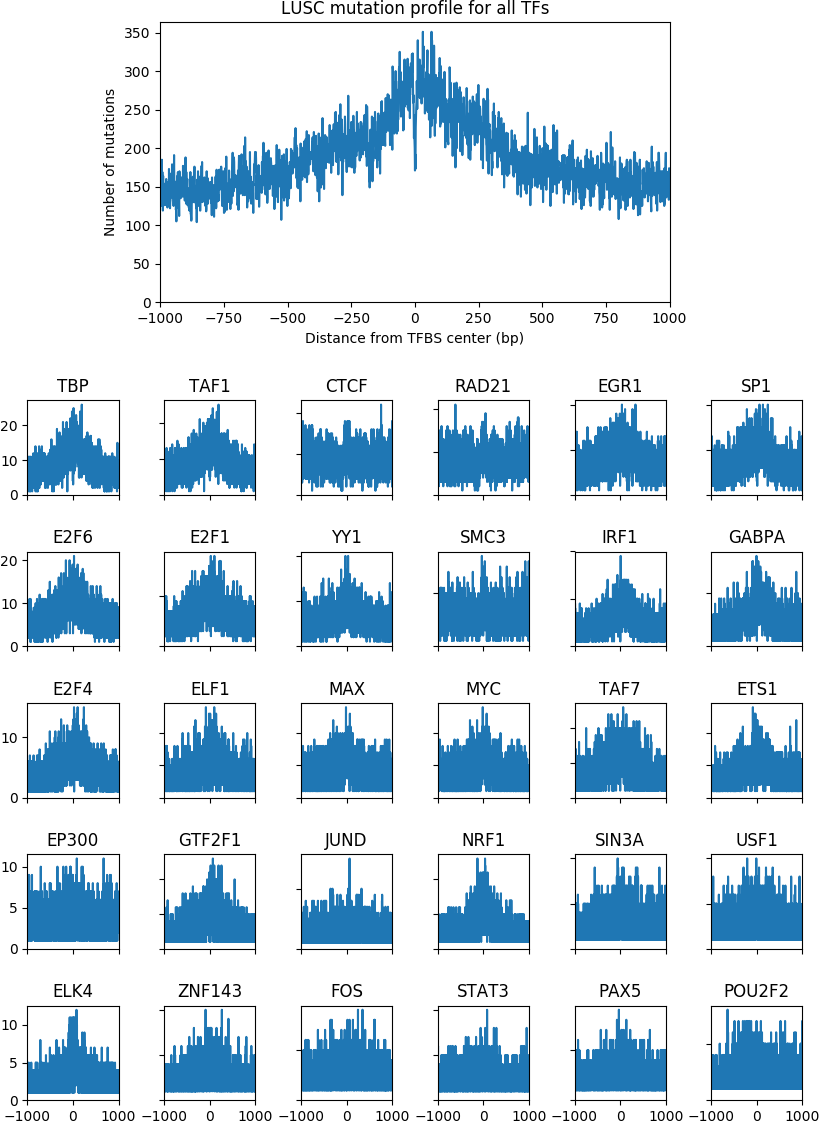 LUSC mutation profile for all TFs
350
300
250
200
150
100
50
0
Number of mutations
−1000 −750 −500 −250 0 250 500 750 1000
Distance from TFBS center (bp)
TBP TAF1 CTCF RAD21 EGR1 SP1
20
10
0
E2F6 E2F1 YY1 SMC3 IRF1 GABPA
20
10
0
E2F4 ELF1 MAX MYC TAF7 ETS1
10
0
EP300 GTF2F1 JUND NRF1 SIN3A USF1
10
5
0
ELK4 ZNF143 FOS STAT3 PAX5 POU2F2
10
5
0
−1000 0 1000 −1000 0 1000 −1000 0 1000 −1000 0 1000 −1000 0 1000 −1000 0 1000